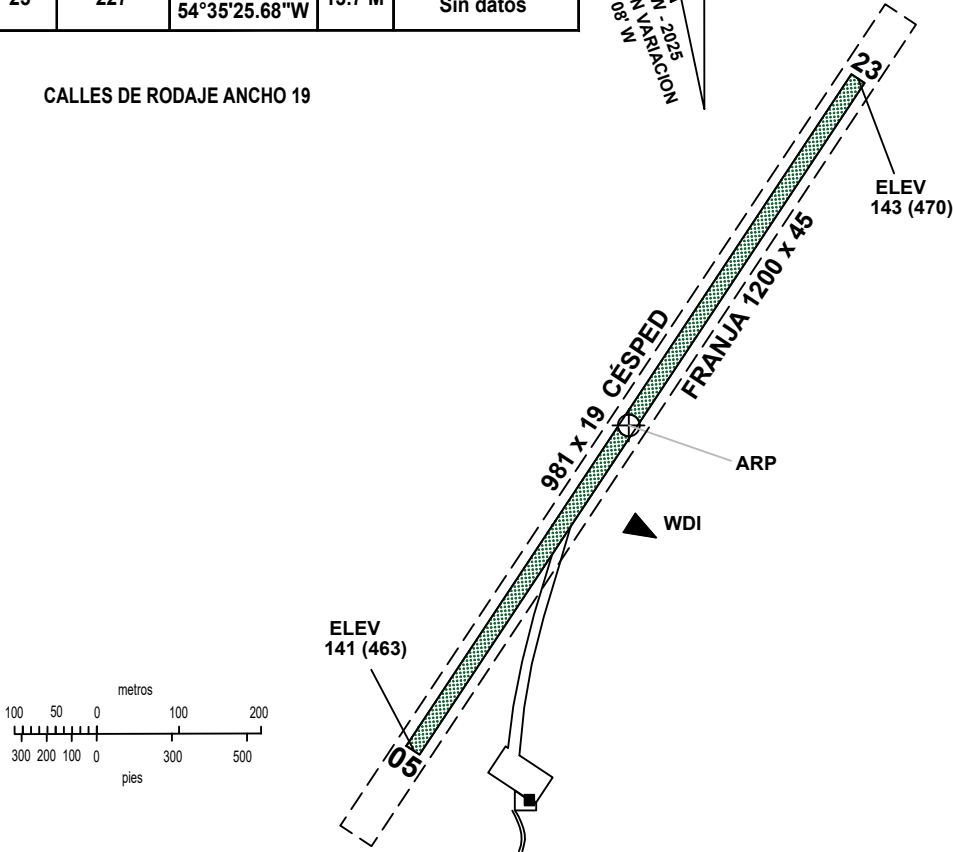 23 227 54°35'25.68"W Sin datos
W - 2025
VARIACION
08' W
CALLES DE RODAJE ANCHO 19
23
ELEV
143 (470)
981 x 19 CÉSPED
FRANJA 1200 x 45
ARP
WDI
ELEV
141 (463)
05
metros
100 50 0 100 200
300 200 100 0 300 500
pies